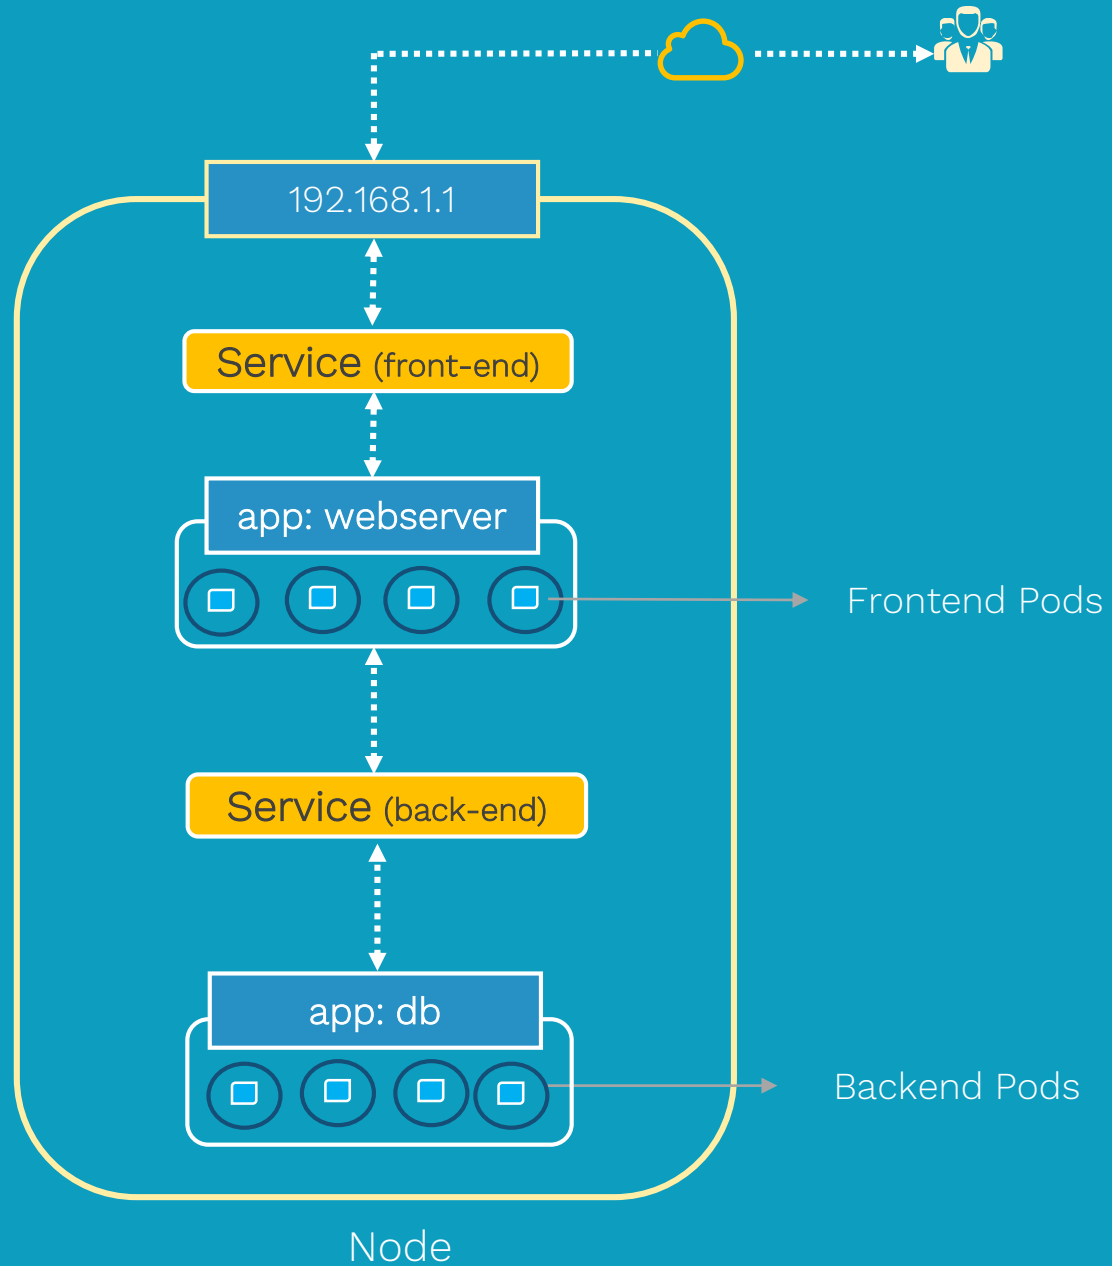 192.168.1.1
Service (front-end)
app: webserver
Frontend Pods
Service (back-end)
app: db
Backend Pods
Node